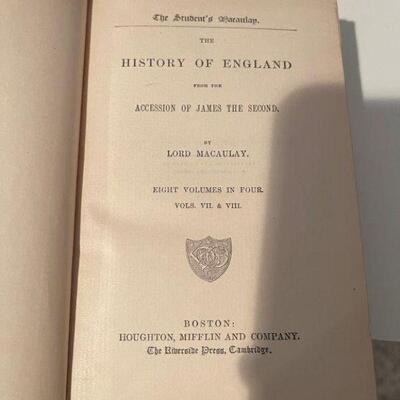 The Student's Macaulay.
THE
HISTORY OF ENGLAND
FROM THE
ACCESSION OF JAMES THE SECOND.
BY
LORD MACAULAY.
EIGHT VOLUMES IN FOUR.
VOLS. VII. & VIII.
BOSTON:
HOUGHTON, MIFFLIN AND COMPANY.
The Riverside Press, Cambridge.